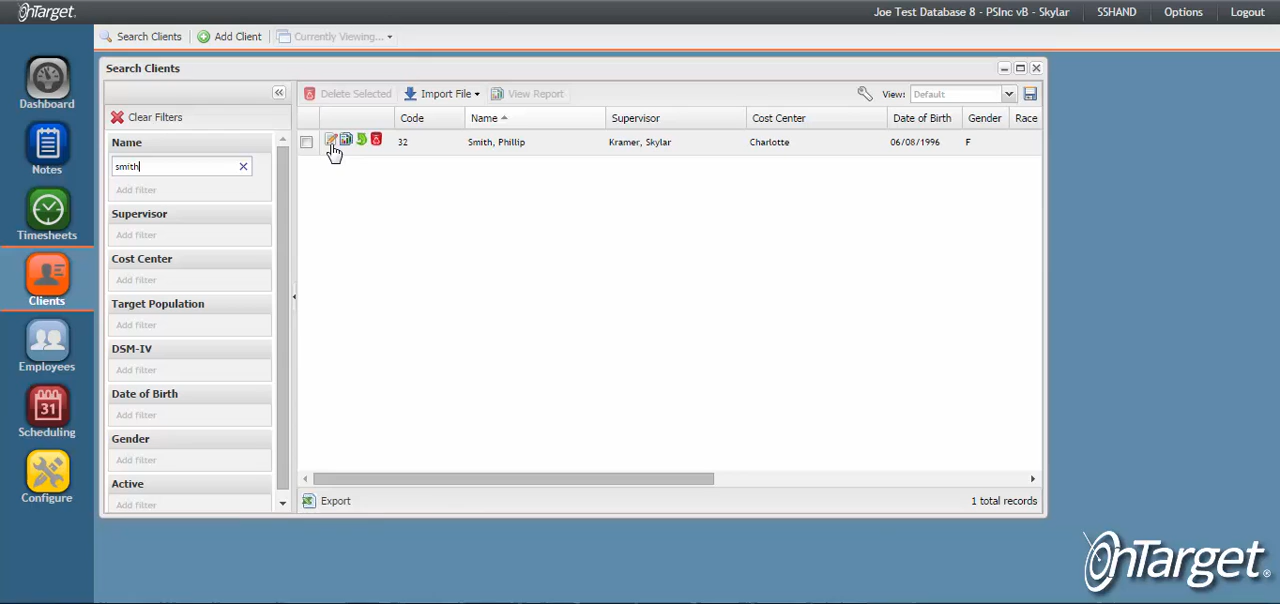 OnTarget.
Joe Test Database 8 - PSInc vB - Skylar SSHAND Options Logout
Search Clients Add Client Currently Viewing...
Dashboard
Notes
Timesheets
Clients
Employees
31
Scheduling
Configure
Search Clients
Clear Filters
Name
smith
Add filter
Supervisor
Add filter
Cost Center
Add filter
Target Population
Add filter
DSM-IV
Add filter
Date of Birth
Add filter
Gender
Add filter
Active
Add filter
Delete Selected Import File View Report View: Default
Code Name Supervisor Cost Center Date of Birth Gender Race
32 Smith, Phillip Kramer, Skylar Charlotte 06/08/1996 F
Export 1 total records
OnTarget®